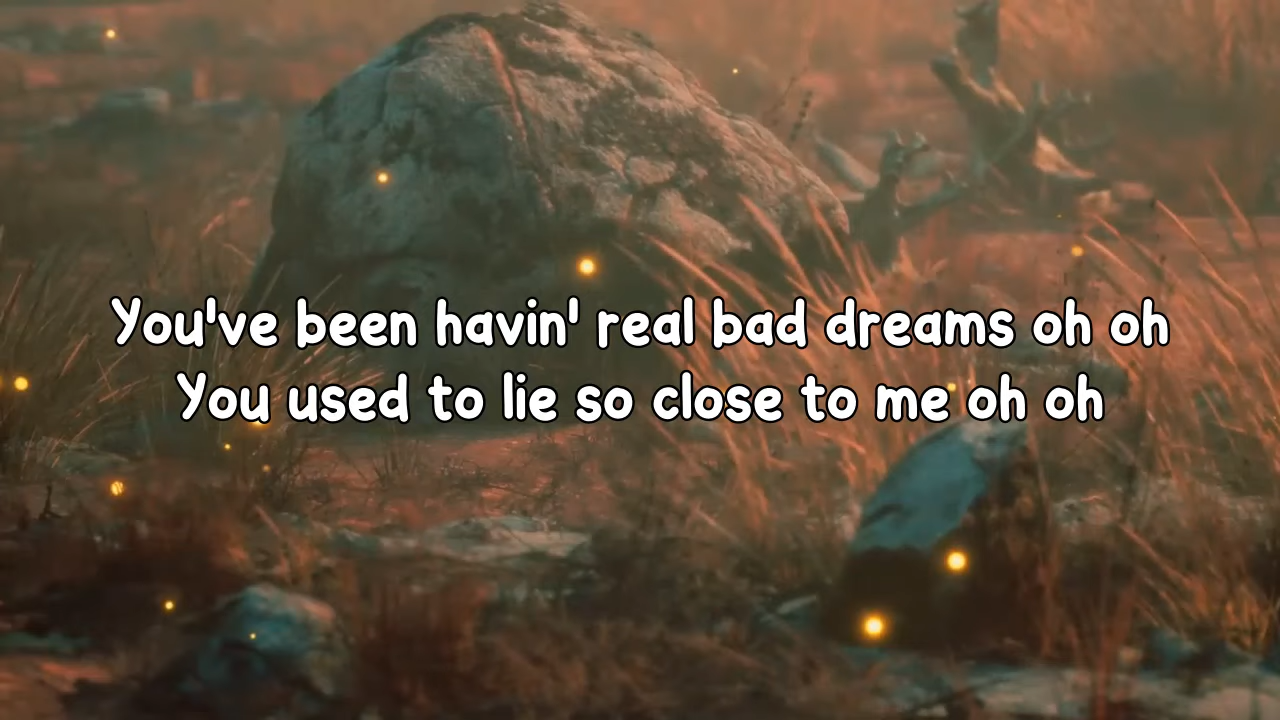 You've been havin' real bad dreams oh oh
You used to lie so close to me oh oh